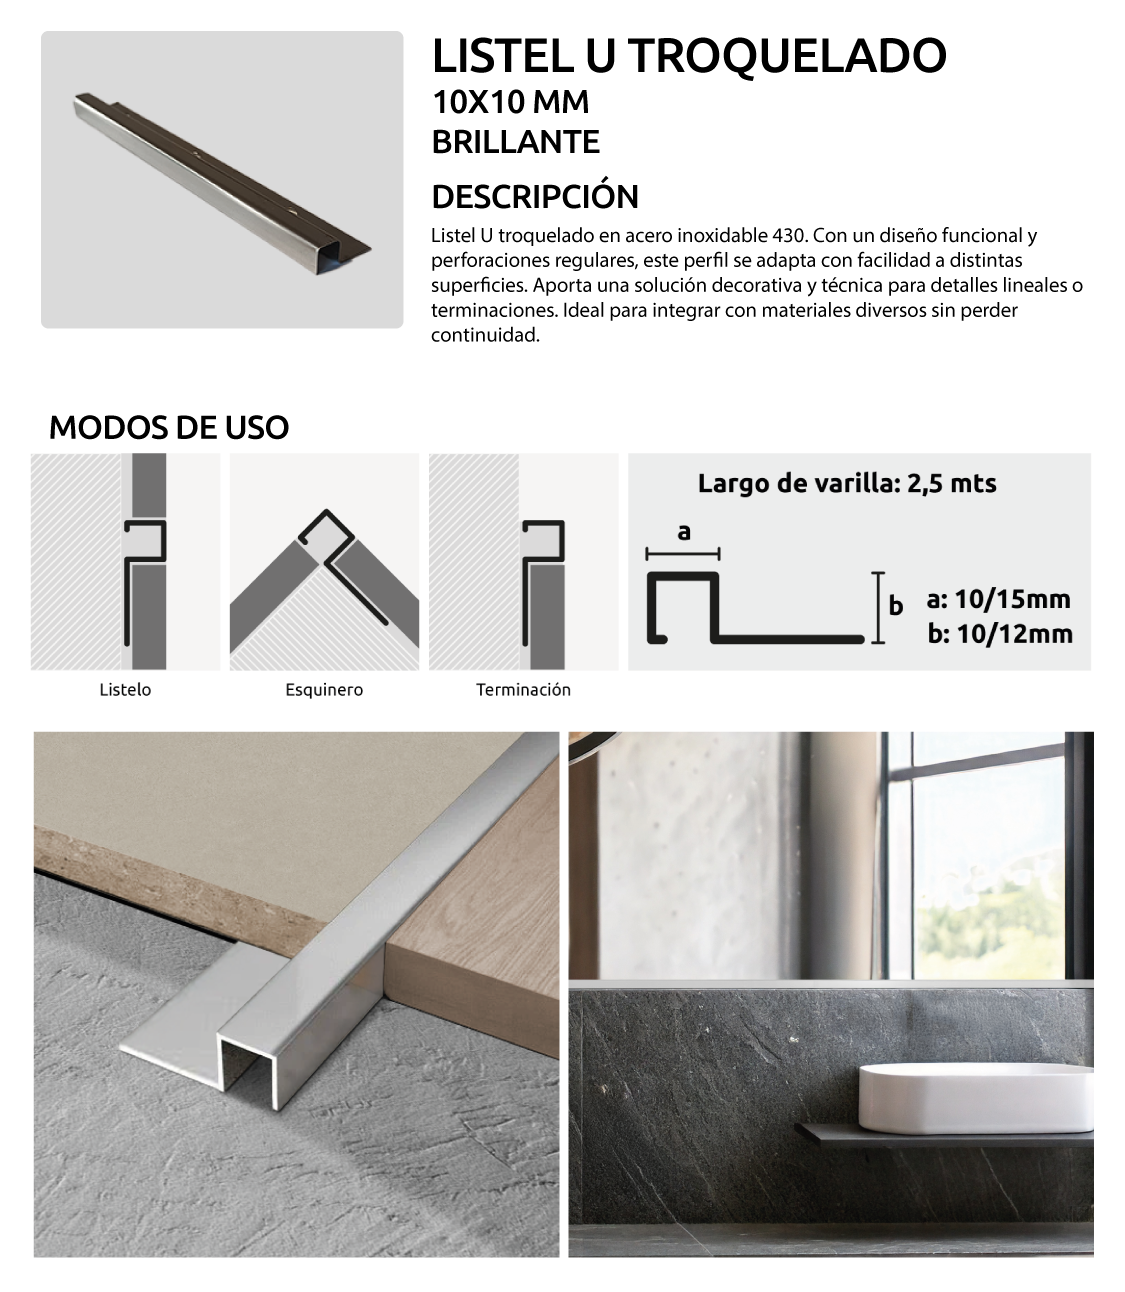 LISTEL U TROQUELADO
10X10 MM
BRILLANTE
DESCRIPCIÓN
Listel U troquelado en acero inoxidable 430. Con un diseño funcional y
perforaciones regulares, este perfil se adapta con facilidad a distintas
superficies. Aporta una solución decorativa y técnica para detalles lineales o
terminaciones. Ideal para integrar con materiales diversos sin perder
continuidad.
MODOS DE USO
Listelo
Esquinero
Terminación
Largo de varilla: 2,5 mts
a
b
a: 10/15mm
b: 10/12mm